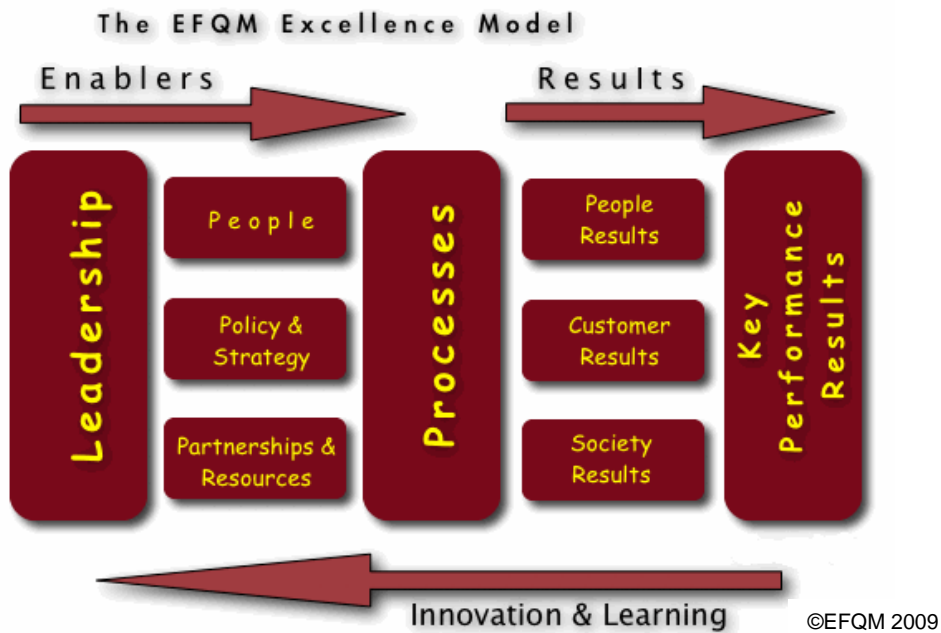 The EFQM Excellence Model
Enablers
Results
Leadership
People
Policy &
Strategy
Partnerships &
Resources
Processes
People
Results
Customer
Results
Society
Results
Key
Performance
Results
Innovation & Learning
©EFQM 2009